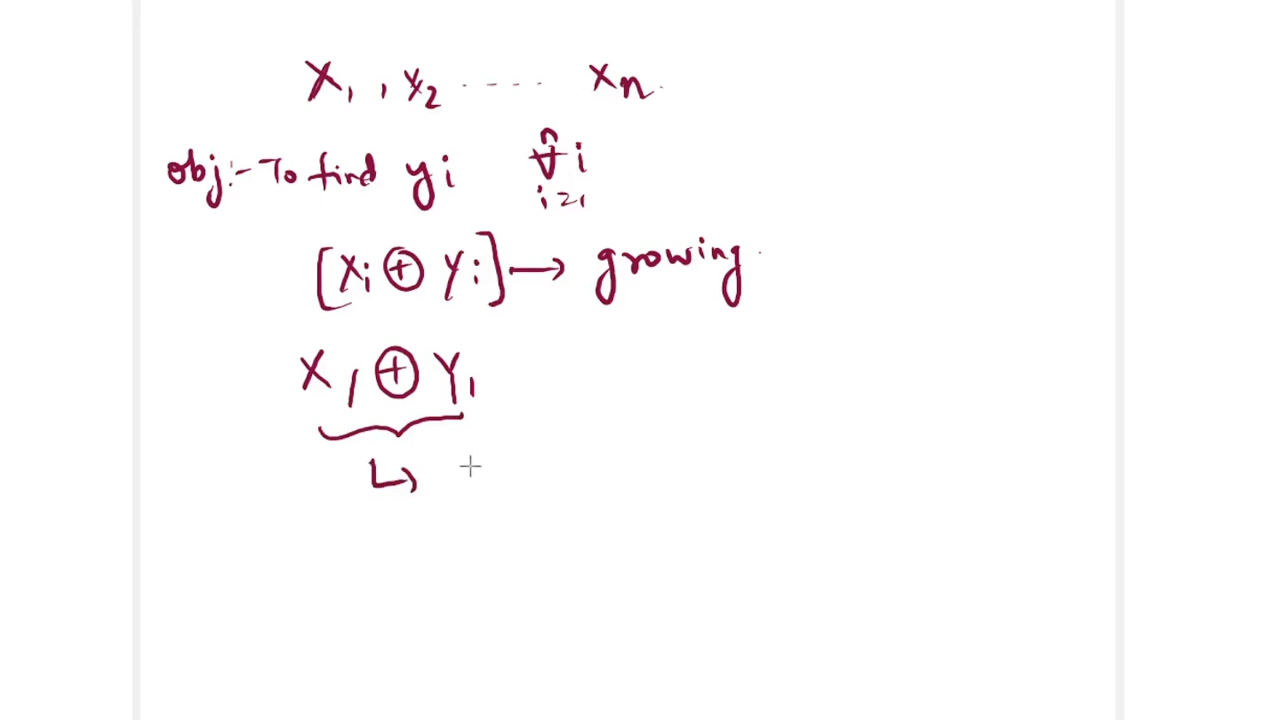 X₁, X₂ ---- Xn.
Obj:- To find yi ∀ i n i=1
[Xi ⊕ Yi] → growing.
X₁ ⊕ Y₁
↳